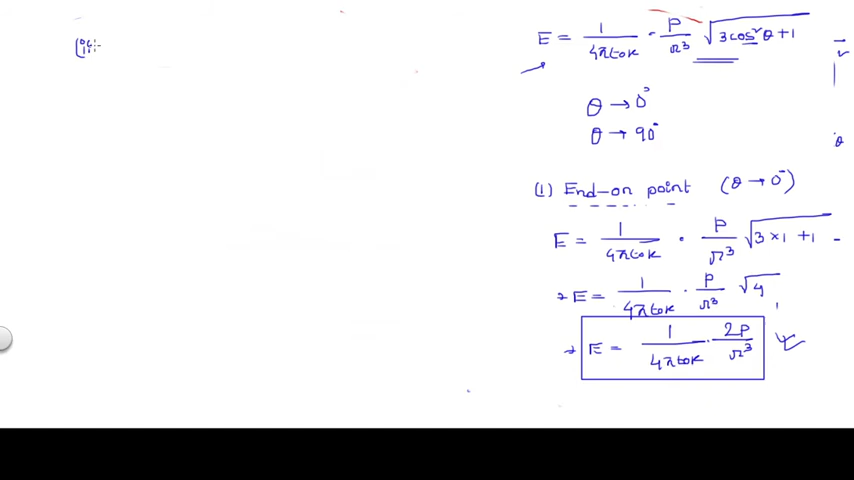 E = 1/4πε0K · P/r³ √3cos²θ+1
θ → 0°
θ → 90°
(1) End-on point (θ → 0°)
E = 1/4πε0K · P/r³ √3×1+1
→ E = 1/4πε0K · P/r³ √4
→ E = 1/4πε0K · 2P/r³